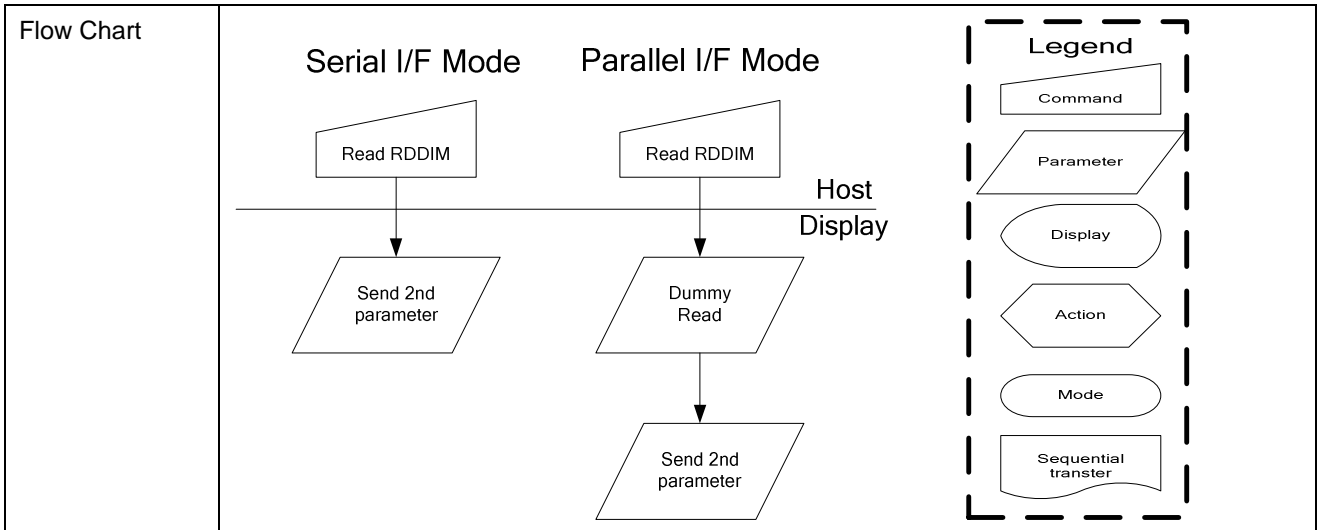 Flow Chart
Serial I/F Mode
Parallel I/F Mode
Read RDDIM
Read RDDIM
Host
Display
Send 2nd
parameter
Dummy
Read
Send 2nd
parameter
Legend
Command
Parameter
Display
Action
Mode
Sequential
transter